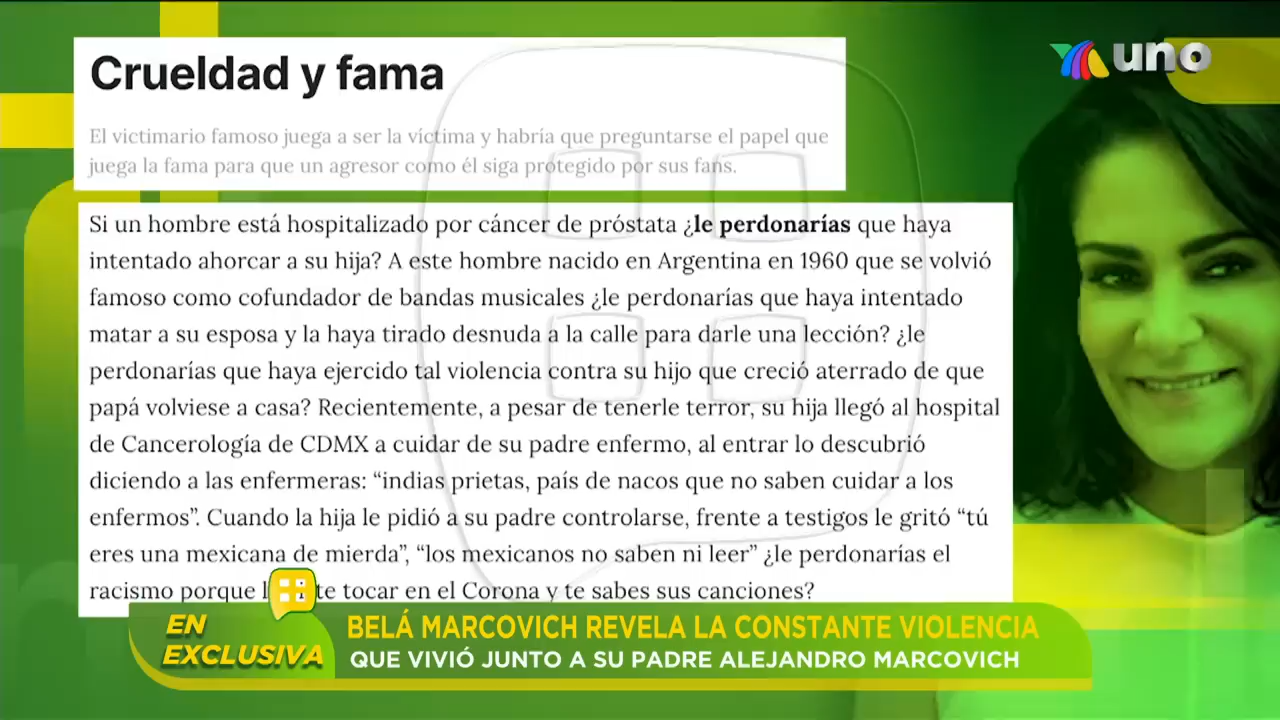 Crueldad y fama
uno
El victimario famoso juega a ser la víctima y habría que preguntarse el papel que
juega la fama para que un agresor como él siga protegido por sus fans.
Si un hombre está hospitalizado por cáncer de próstata ¿le perdonarías que haya
intentado ahorcar a su hija? A este hombre nacido en Argentina en 1960 que se volvió
famoso como cofundador de bandas musicales ¿le perdonarías que haya intentado
matar a su esposa y la haya tirado desnuda a la calle para darle una lección? ¿le
perdonarías que haya ejercido tal violencia contra su hijo que creció aterrado de que
papá volviese a casa? Recientemente, a pesar de tenerle terror, su hija llegó al hospital
de Cancerología de CDMX a cuidar de su padre enfermo, al entrar lo descubrió
diciendo a las enfermeras: “indias prietas, país de nacos que no saben cuidar a los
enfermos”. Cuando la hija le pidió a su padre controlarse, frente a testigos le gritó “tú
eres una mexicana de mierda”, “los mexicanos no saben ni leer” ¿le perdonarías el
racismo porque te tocar en el Corona y te sabes sus canciones?
EN
EXCLUSIVA
BELÁ MARCOVICH REVELA LA CONSTANTE VIOLENCIA
QUE VIVIÓ JUNTO A SU PADRE ALEJANDRO MARCOVICH